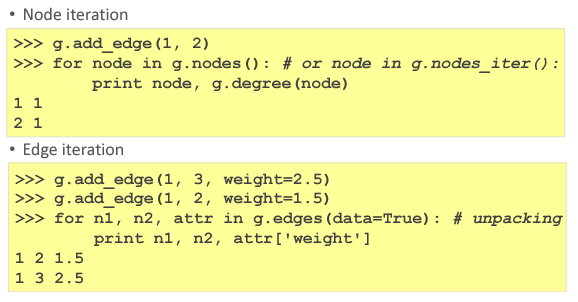 • Node iteration
>>> g.add_edge(1, 2)
>>> for node in g.nodes(): # or node in g.nodes_iter():
        print node, g.degree(node)
1 1
2 1
• Edge iteration
>>> g.add_edge(1, 3, weight=2.5)
>>> g.add_edge(1, 2, weight=1.5)
>>> for n1, n2, attr in g.edges(data=True): # unpacking
        print n1, n2, attr['weight']
1 2 1.5
1 3 2.5